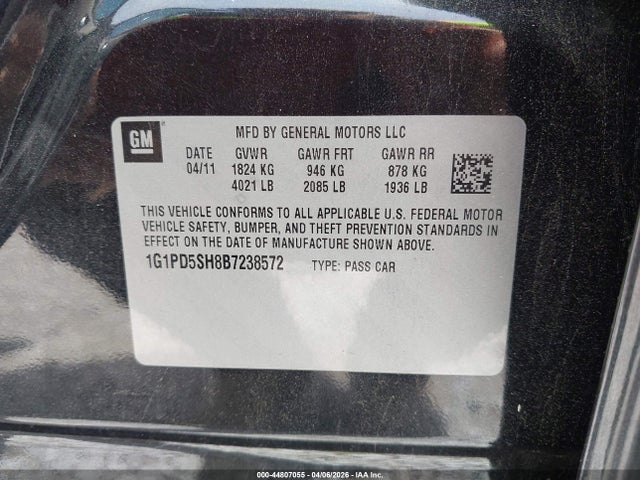 GM
MFD BY GENERAL MOTORS LLC
DATE GVWR GAWR FRT GAWR RR
04/11 1824 KG 946 KG 878 KG
4021 LB 2085 LB 1936 LB
THIS VEHICLE CONFORMS TO ALL APPLICABLE U.S. FEDERAL MOTOR
VEHICLE SAFETY, BUMPER, AND THEFT PREVENTION STANDARDS IN
EFFECT ON THE DATE OF MANUFACTURE SHOWN ABOVE.
1G1PD5SH8B7238572 TYPE: PASS CAR
000-44807055 - 04/06/2026 - IAA Inc.